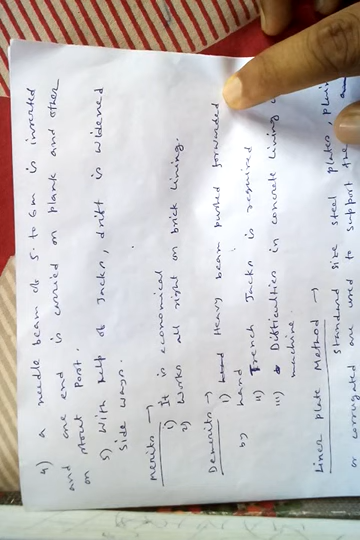 4) a needle beam of 5 to 6m is inserted
and one end is carried on plank and other
on stout Post.
5) With help of Jacks, drift is widened
Side ways.
Merits →
i) It is economical
2) Works all right on brick lining.
Demerits → i) Heavy beam pushed forwarded
by hand
ii) Trench Jacks is required
iii) Difficulties in concrete lining
machine.
Liner plate Method →
Standard size steel plates, plain
or corrugated are used to support the